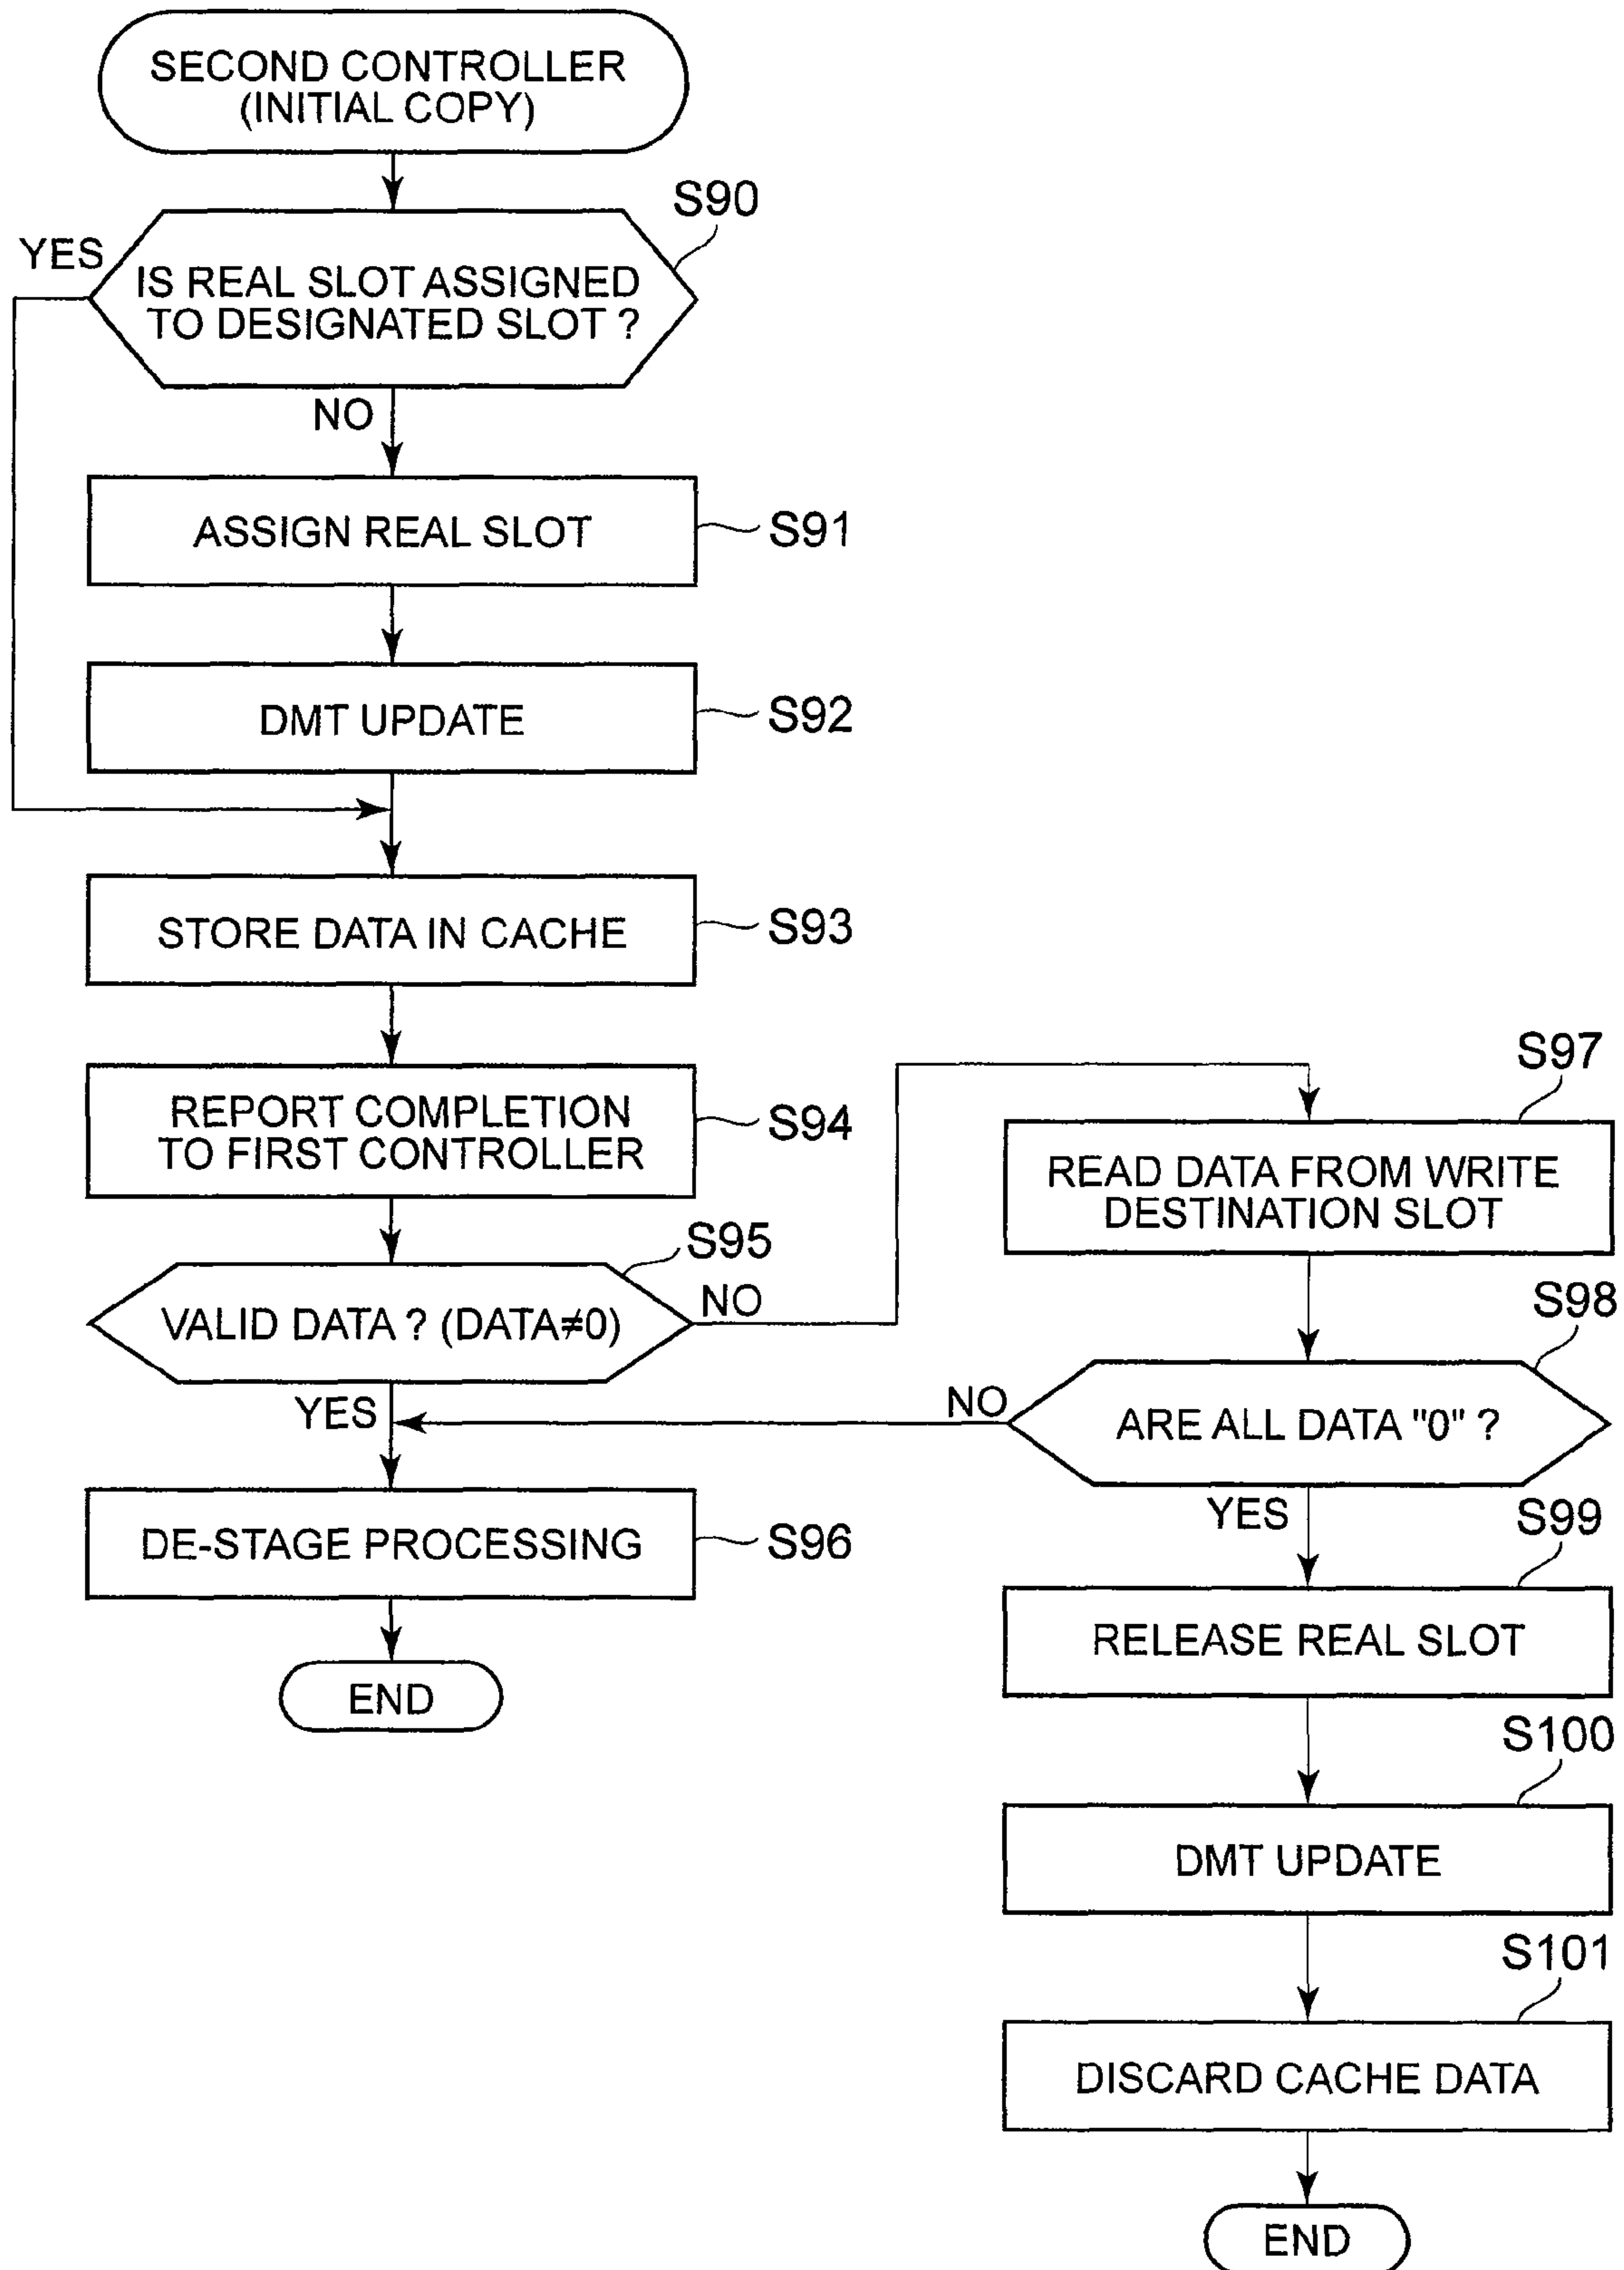 SECOND CONTROLLER
(INITIAL COPY)
S90
YES
IS REAL SLOT ASSIGNED
TO DESIGNATED SLOT ?
NO
ASSIGN REAL SLOT
S91
DMT UPDATE
S92
STORE DATA IN CACHE
S93
REPORT COMPLETION
TO FIRST CONTROLLER
S94
S95
VALID DATA ? (DATA≠0)
NO
YES
DE-STAGE PROCESSING
S96
END
S97
READ DATA FROM WRITE
DESTINATION SLOT
S98
ARE ALL DATA "0" ?
NO
YES
S99
RELEASE REAL SLOT
S100
DMT UPDATE
S101
DISCARD CACHE DATA
END